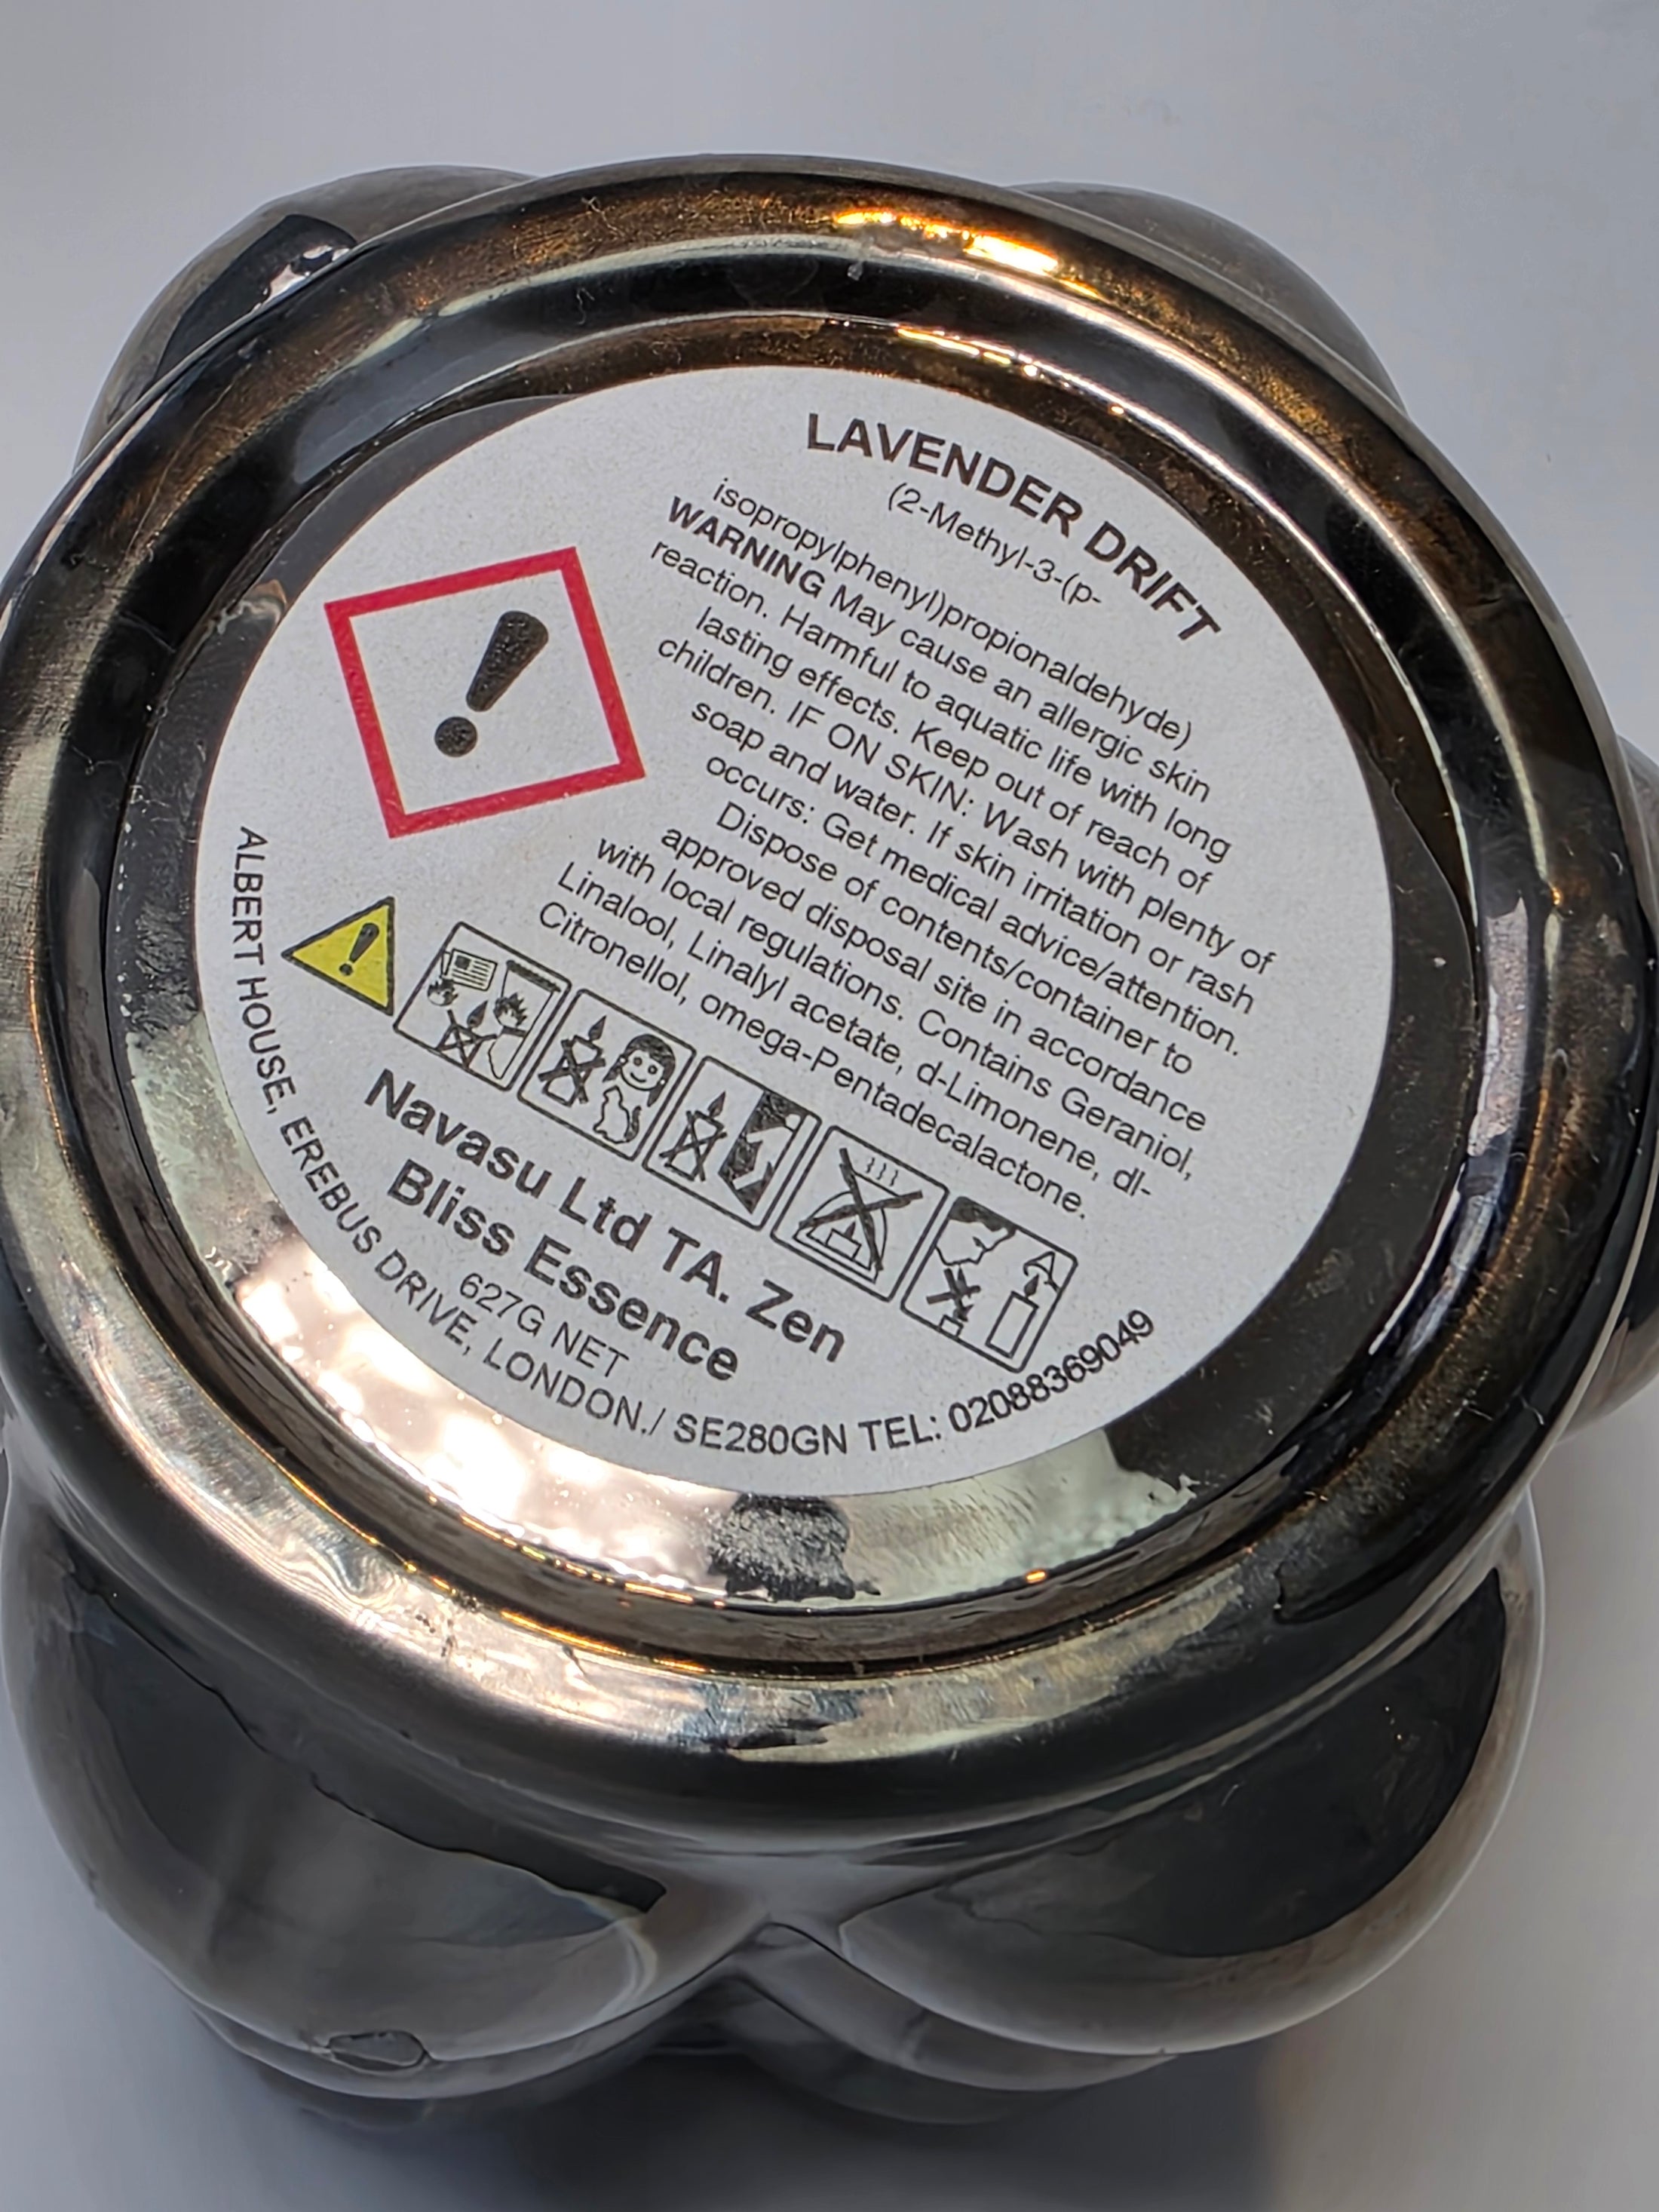 LAVENDER DRIFT
(2-Methyl-3-(p-
isopropylphenyl)propionaldehyde)
WARNING May cause an allergic skin
reaction. Harmful to aquatic life with long
lasting effects. Keep out of reach of
children. IF ON SKIN: Wash with plenty of
soap and water. If skin irritation or rash
occurs: Get medical advice/attention.
Dispose of contents/container to
approved disposal site in accordance
with local regulations. Contains Geraniol,
Linalool, Linalyl acetate, d-Limonene, dl-
Citronellol, omega-Pentadecalactone.
Navasu Ltd TA. Zen
Bliss Essence
627G NET
ALBERT HOUSE, EREBUS DRIVE, LONDON./ SE280GN TEL: 02088369049